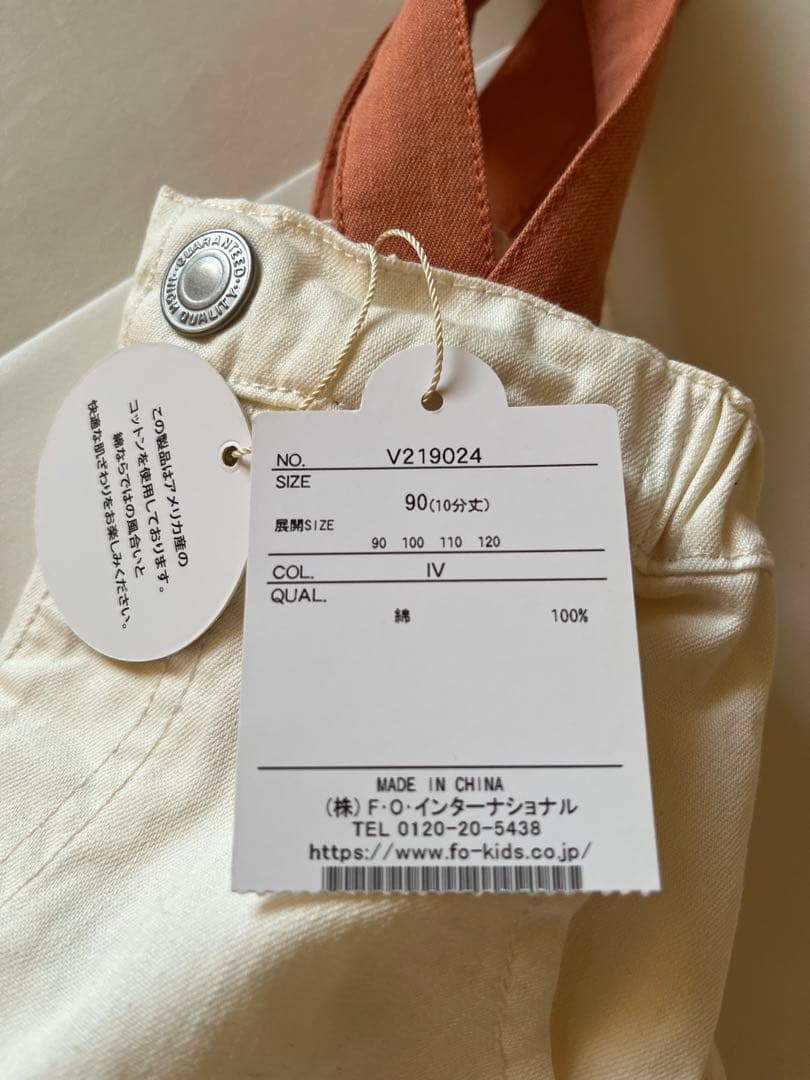 GUARANTEED
HIGH QUALITY
この製品はアメリカ産の
コットンを使用しております。
綿ならではの風合いと
快適な肌ざわりをお楽しみください。
NO. V219024
SIZE
90(10分丈)
展開SIZE
90 100 110 120
COL. IV
QUAL.
綿 100%
MADE IN CHINA
(株)F・O・インターナショナル
TEL 0120-20-5438
https://www.fo-kids.co.jp/